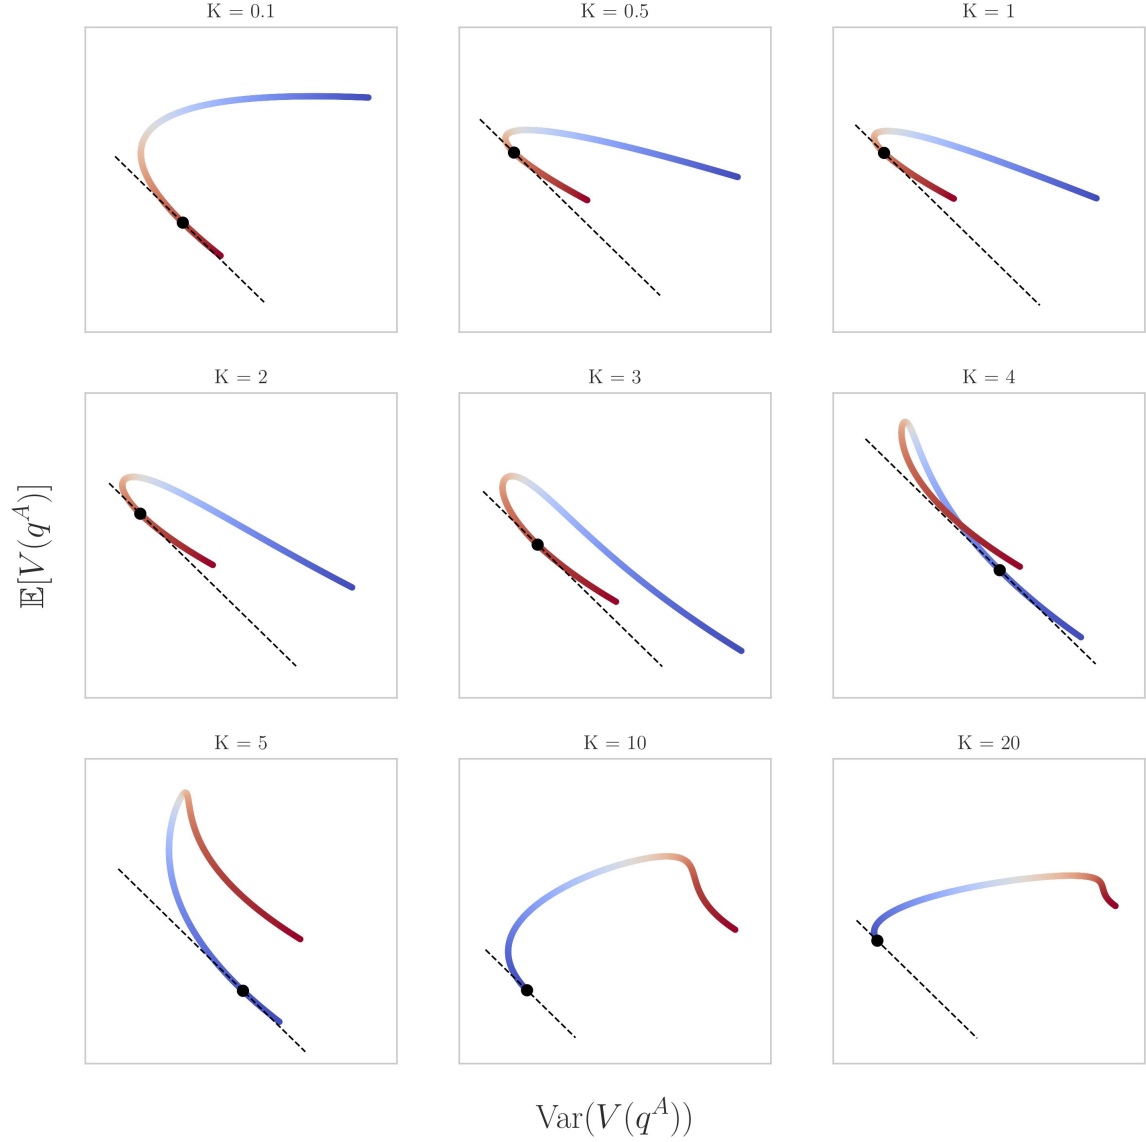 K = 0.1
K = 0.5
K = 1
K = 2
K = 3
K = 4
𝔼[V(q^A)]
K = 5
K = 10
K = 20
Var(V(q^A))